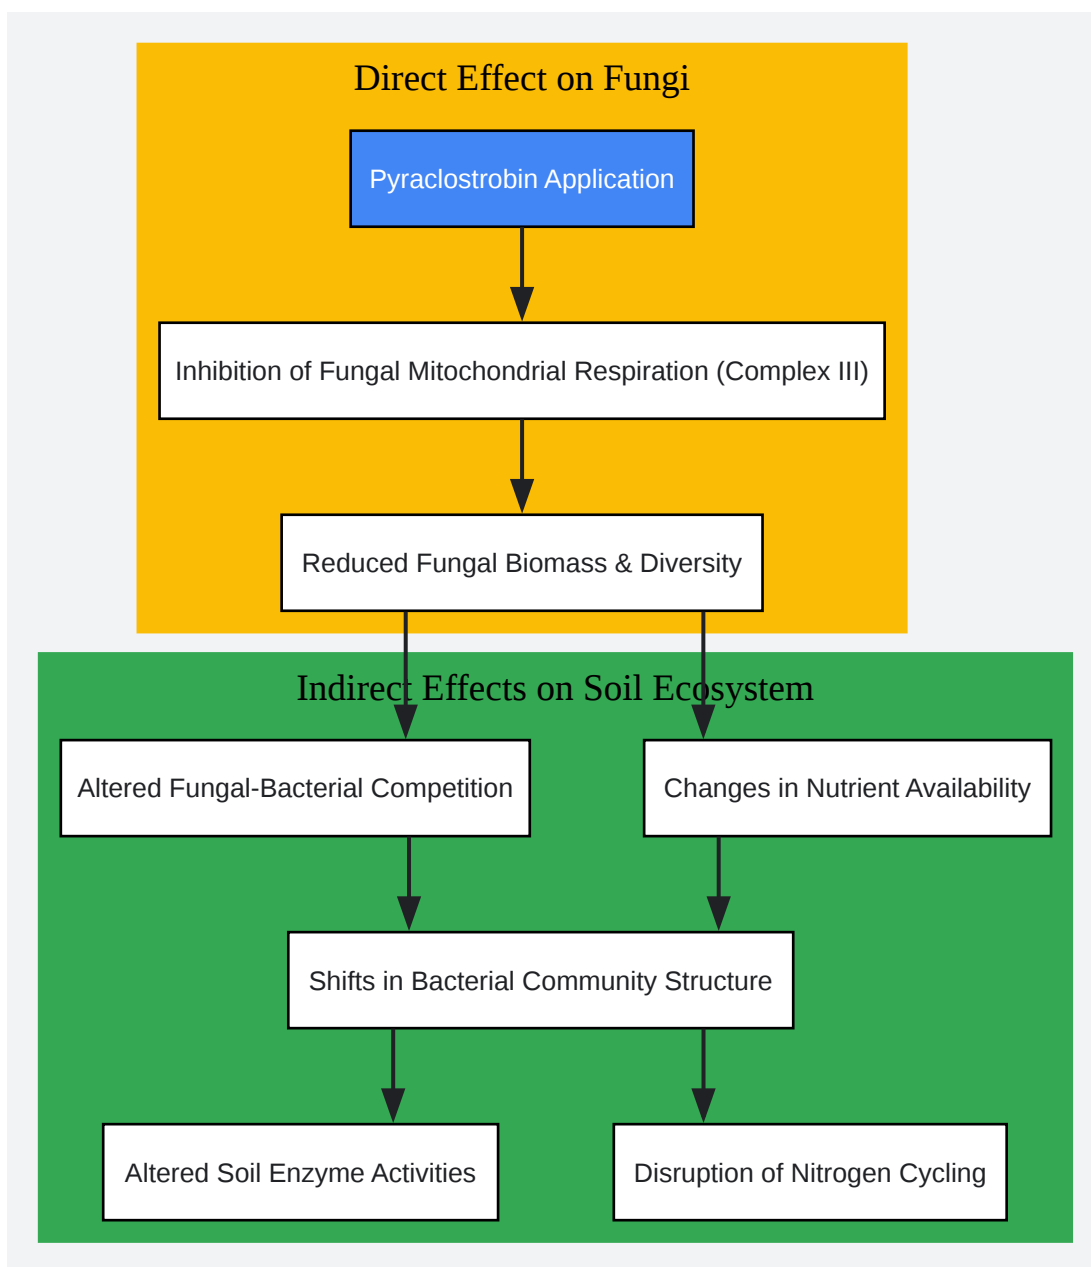 Direct Effect on Fungi
Pyraclostrobin Application
Inhibition of Fungal Mitochondrial Respiration (Complex III)
Reduced Fungal Biomass & Diversity
Indirect Effects on Soil Ecosystem
Altered Fungal-Bacterial Competition
Changes in Nutrient Availability
Shifts in Bacterial Community Structure
Altered Soil Enzyme Activities
Disruption of Nitrogen Cycling